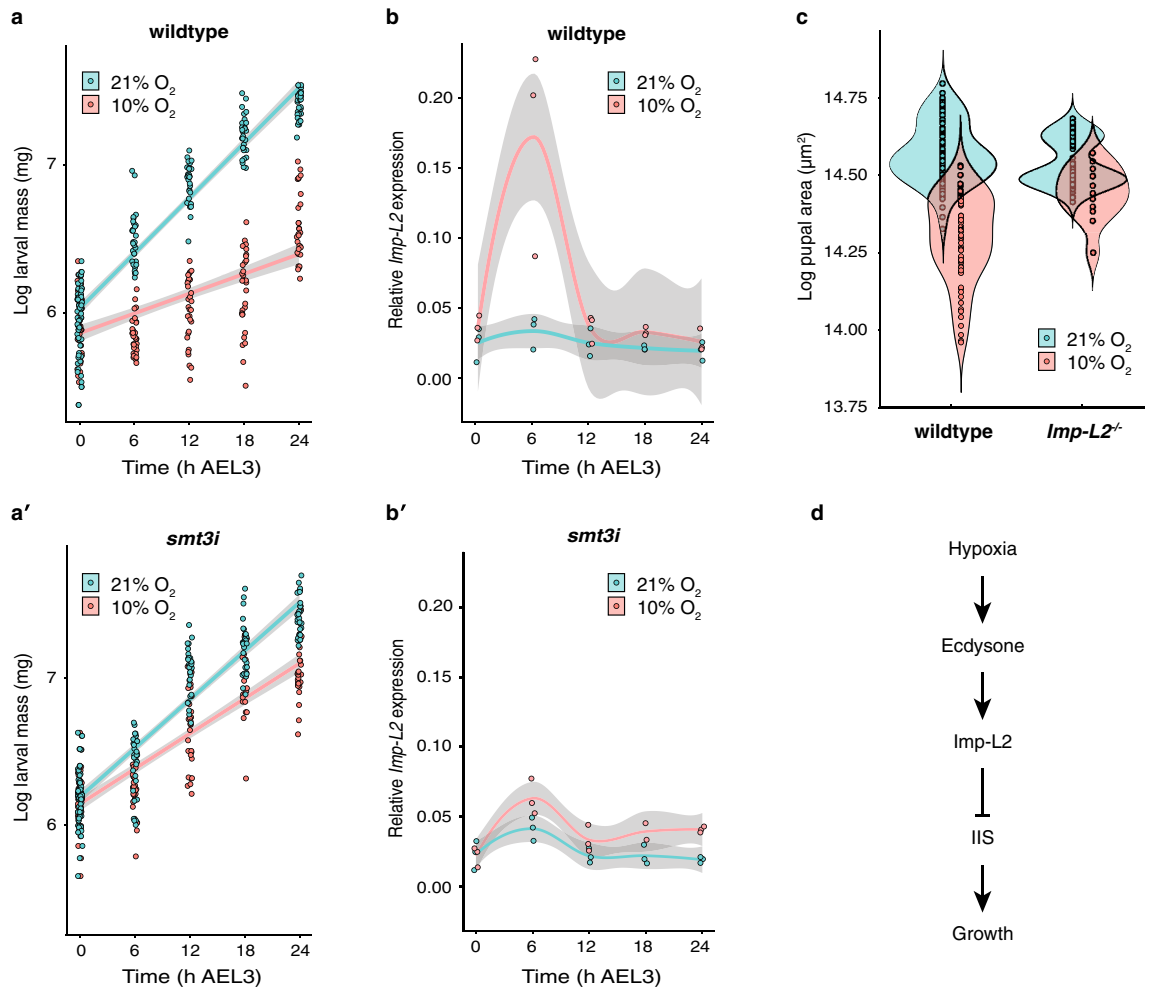 a
wildtype
21% O2
10% O2
Log larval mass (mg)
7
6
0 6 12 18 24
Time (h AEL3)
b
wildtype
21% O2
10% O2
Relative Imp-L2 expression
0.20
0.15
0.10
0.05
0.00
0 6 12 18 24
Time (h AEL3)
c
Log pupal area (µm²)
14.75
14.50
14.25
14.00
13.75
21% O2
10% O2
wildtype Imp-L2-/-
a′
smt3i
21% O2
10% O2
Log larval mass (mg)
7
6
0 6 12 18 24
Time (h AEL3)
b′
smt3i
21% O2
10% O2
Relative Imp-L2 expression
0.20
0.15
0.10
0.05
0.00
0 6 12 18 24
Time (h AEL3)
d
Hypoxia
Ecdysone
Imp-L2
IIS
Growth